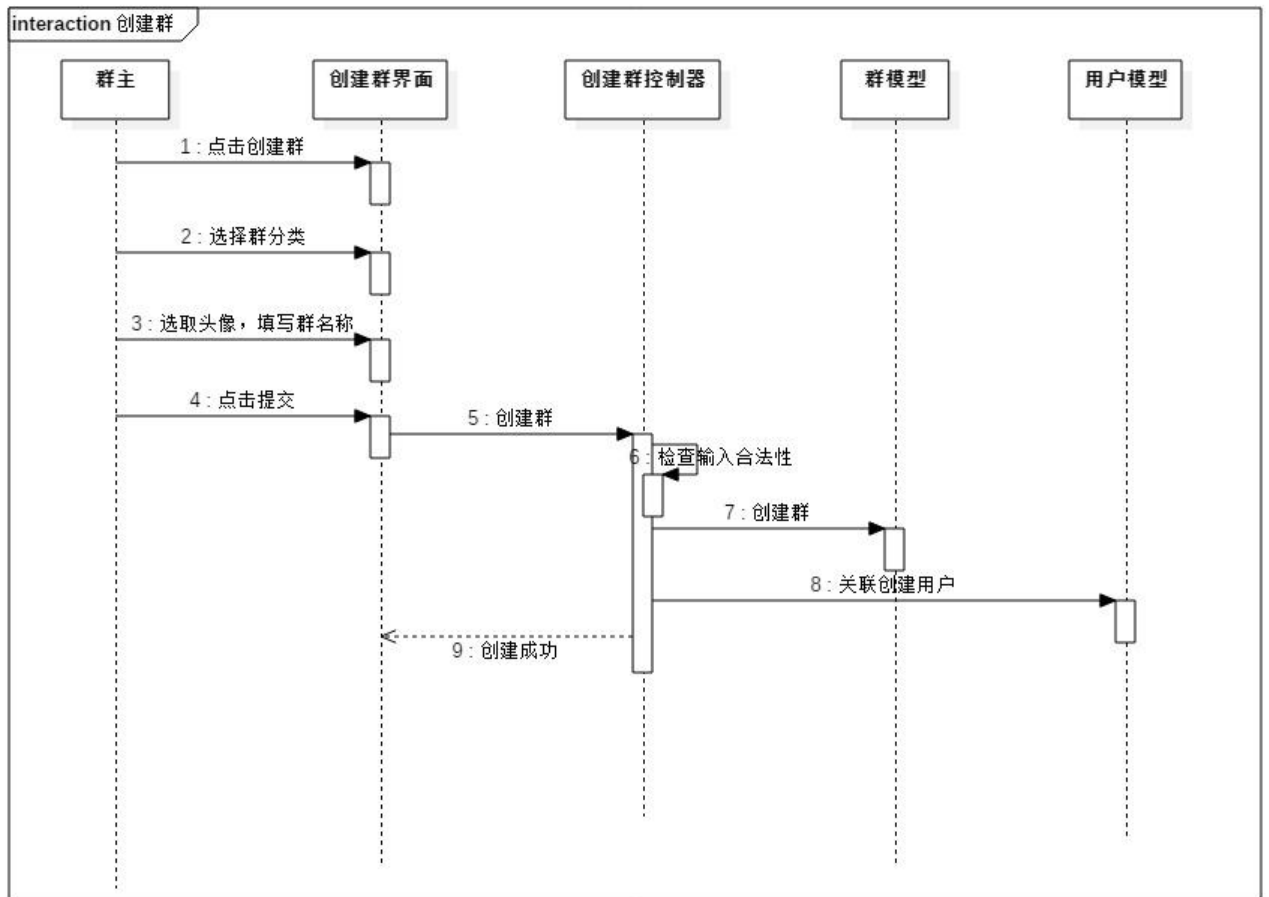 interaction 创建群
群主
创建群界面
创建群控制器
群模型
用户模型
1 : 点击创建群
2 : 选择群分类
3 : 选取头像，填写群名称
4 : 点击提交
5 : 创建群
6 : 检查输入合法性
7 : 创建群
8 : 关联创建用户
9 : 创建成功